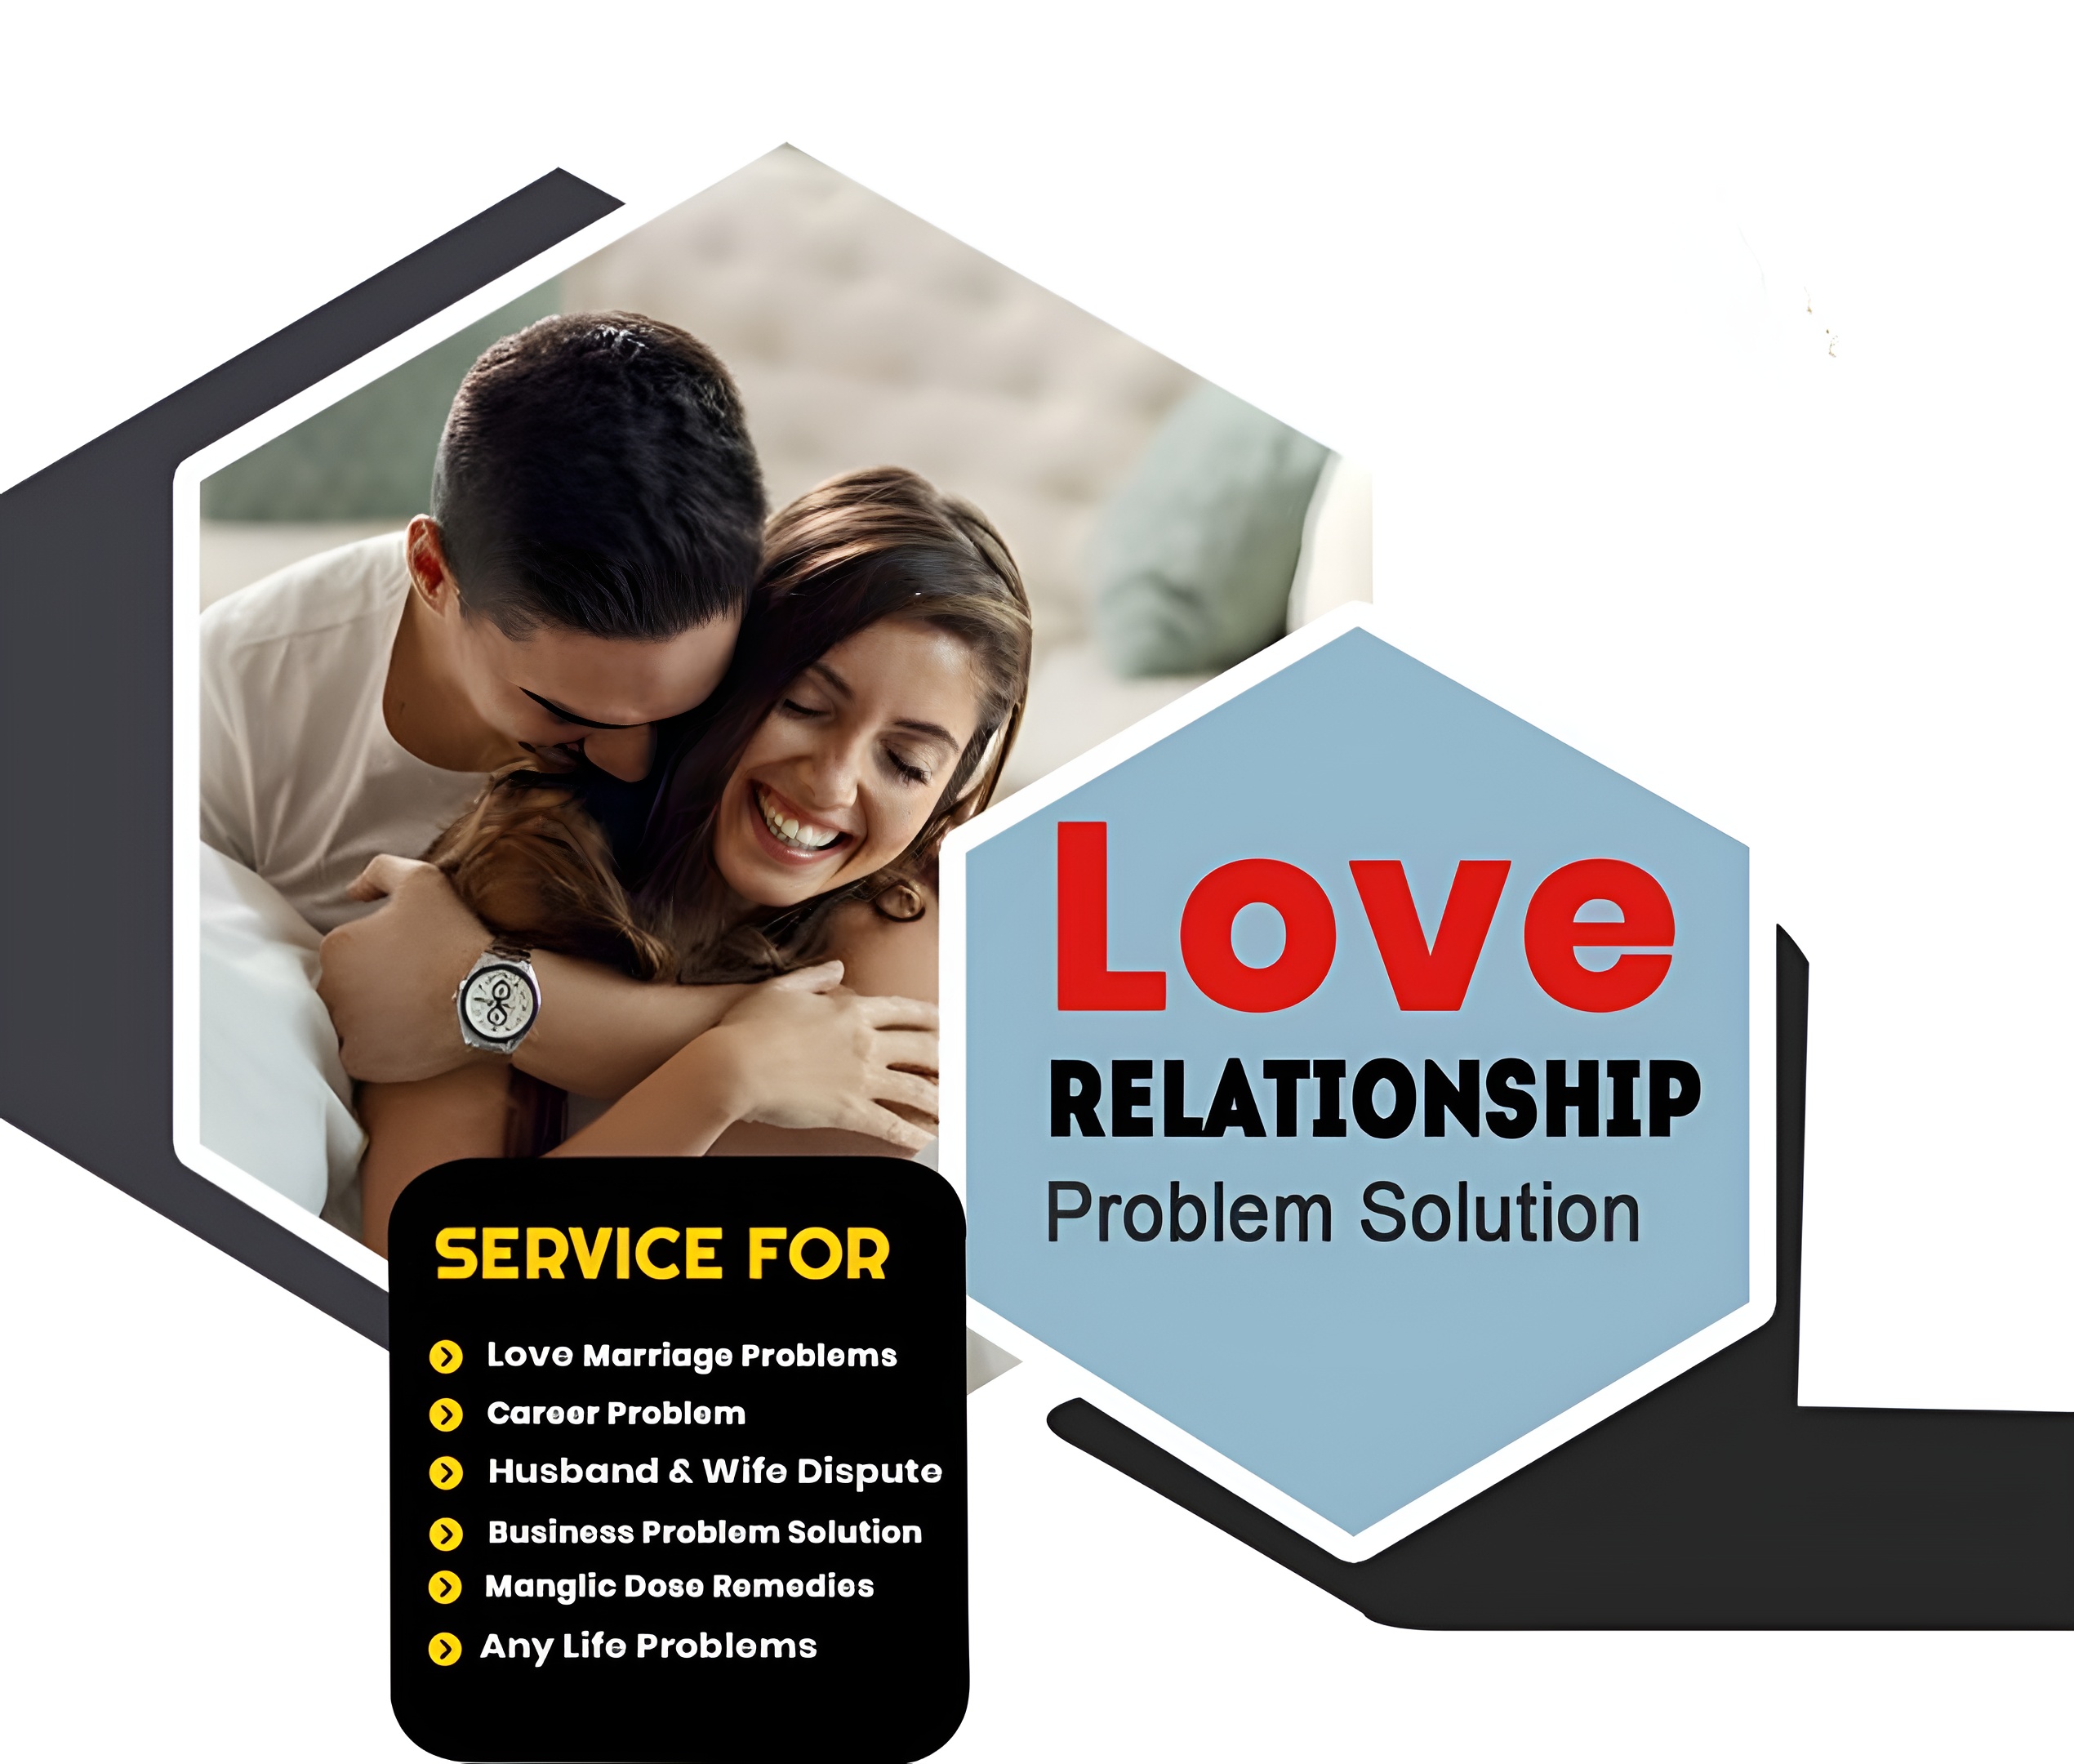 Love
RELATIONSHIP
Problem Solution
SERVICE FOR
Love Marriage Problems
Career Problem
Husband & Wife Dispute
Business Problem Solution
Manglic Dose Remedies
Any Life Problems